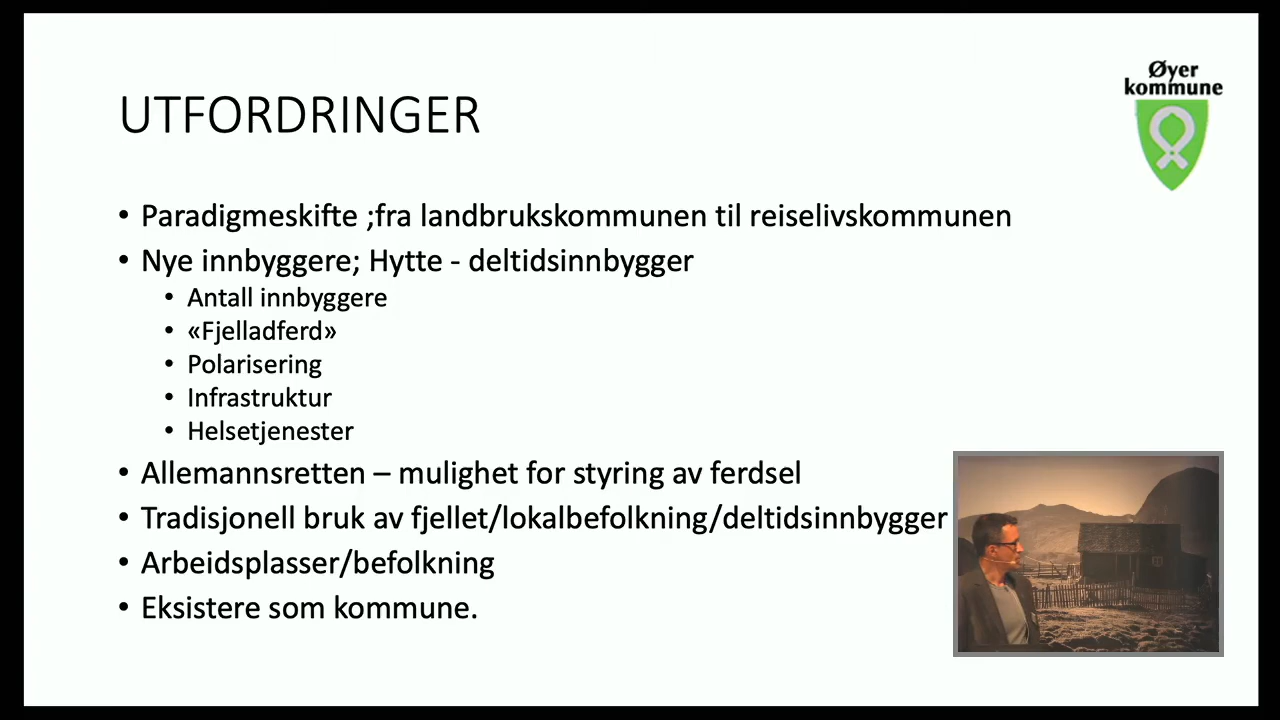 Øyer
kommune
UTFORDRINGER
• Paradigmeskifte ;fra landbrukskommunen til reiselivskommunen
• Nye innbyggere; Hytte - deltidsinnbygger
• Antall innbyggere
• «Fjelladferd»
• Polarisering
• Infrastruktur
• Helsetjenester
• Allemannsretten – mulighet for styring av ferdsel
• Tradisjonell bruk av fjellet/lokalbefolkning/deltidsinnbygger
• Arbeidsplasser/befolkning
• Eksistere som kommune.